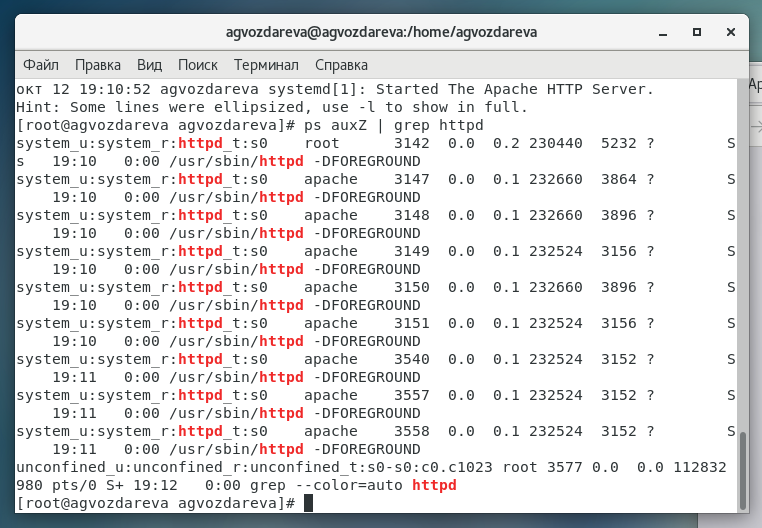 agvozdareva@agvozdareva:/home/agvozdareva
Файл Правка Вид Поиск Терминал Справка
окт 12 19:10:52 agvozdareva systemd[1]: Started The Apache HTTP Server.
Hint: Some lines were ellipsized, use -l to show in full.
[root@agvozdareva agvozdareva]# ps auxZ | grep httpd
system_u:system_r:httpd_t:s0    root      3142  0.0  0.2 230440  5232 ?        S
s   19:10   0:00 /usr/sbin/httpd -DFOREGROUND
system_u:system_r:httpd_t:s0    apache    3147  0.0  0.1 232660  3864 ?        S
    19:10   0:00 /usr/sbin/httpd -DFOREGROUND
system_u:system_r:httpd_t:s0    apache    3148  0.0  0.1 232660  3896 ?        S
    19:10   0:00 /usr/sbin/httpd -DFOREGROUND
system_u:system_r:httpd_t:s0    apache    3149  0.0  0.1 232524  3156 ?        S
    19:10   0:00 /usr/sbin/httpd -DFOREGROUND
system_u:system_r:httpd_t:s0    apache    3150  0.0  0.1 232660  3896 ?        S
    19:10   0:00 /usr/sbin/httpd -DFOREGROUND
system_u:system_r:httpd_t:s0    apache    3151  0.0  0.1 232524  3156 ?        S
    19:10   0:00 /usr/sbin/httpd -DFOREGROUND
system_u:system_r:httpd_t:s0    apache    3540  0.0  0.1 232524  3152 ?        S
    19:11   0:00 /usr/sbin/httpd -DFOREGROUND
system_u:system_r:httpd_t:s0    apache    3557  0.0  0.1 232524  3152 ?        S
    19:11   0:00 /usr/sbin/httpd -DFOREGROUND
system_u:system_r:httpd_t:s0    apache    3558  0.0  0.1 232524  3152 ?        S
    19:11   0:00 /usr/sbin/httpd -DFOREGROUND
unconfined_u:unconfined_r:unconfined_t:s0-s0:c0.c1023 root 3577 0.0  0.0 112832
980 pts/0 S+ 19:12   0:00 grep --color=auto httpd
[root@agvozdareva agvozdareva]#